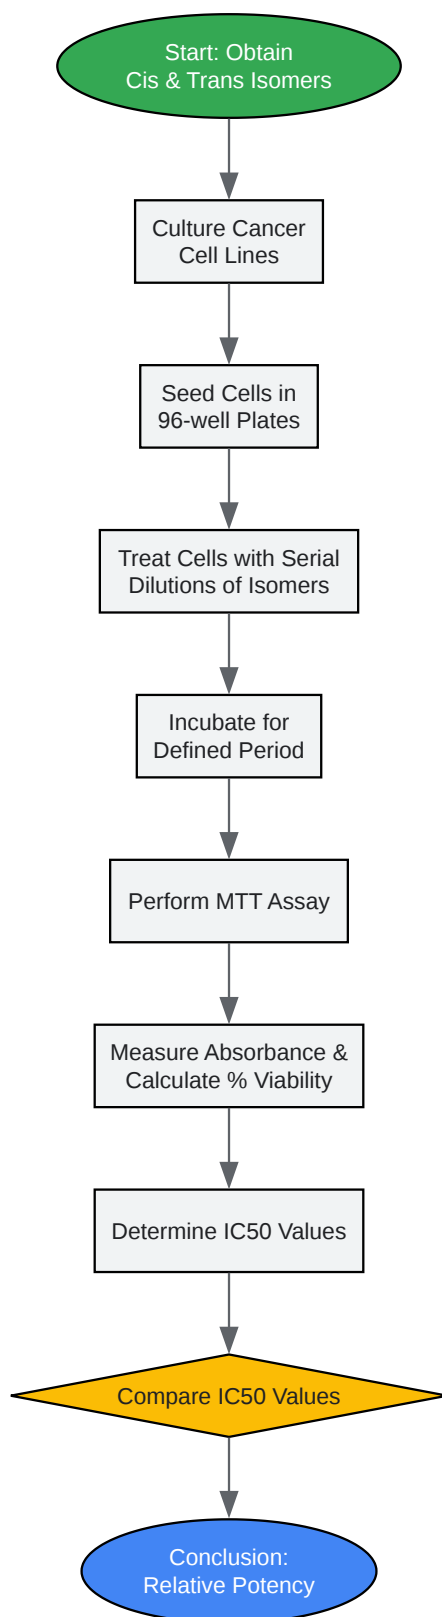 Start: Obtain
Cis & Trans Isomers
Culture Cancer
Cell Lines
Seed Cells in
96-well Plates
Treat Cells with Serial
Dilutions of Isomers
Incubate for
Defined Period
Perform MTT Assay
Measure Absorbance &
Calculate % Viability
Determine IC50 Values
Compare IC50 Values
Conclusion:
Relative Potency